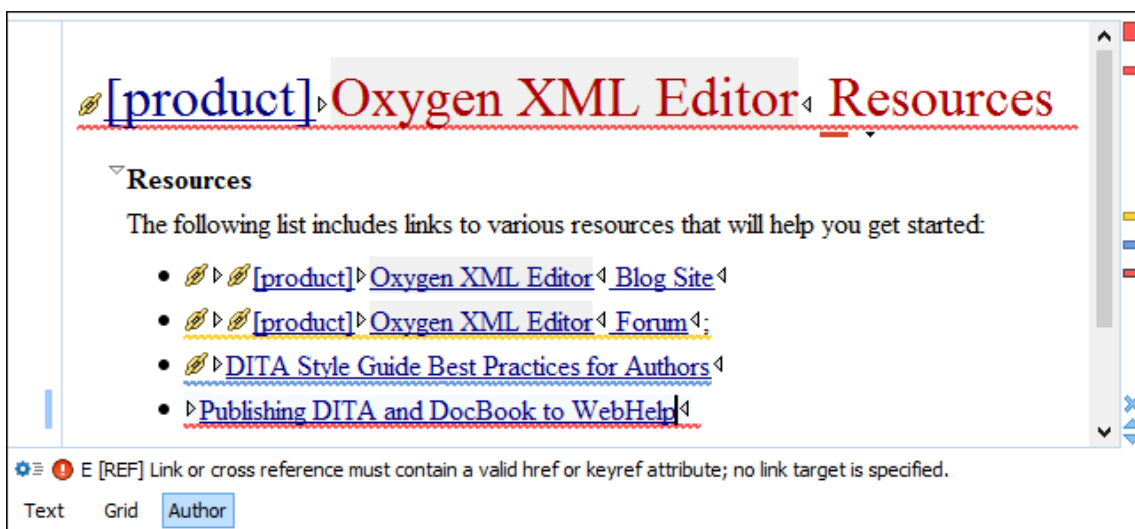 [product] Oxygen XML Editor Resources
Resources
The following list includes links to various resources that will help you get started:
[product] Oxygen XML Editor Blog Site
[product] Oxygen XML Editor Forum;
DITA Style Guide Best Practices for Authors
Publishing DITA and DocBook to WebHelp
E [REF] Link or cross reference must contain a valid href or keyref attribute; no link target is specified.
Text Grid Author